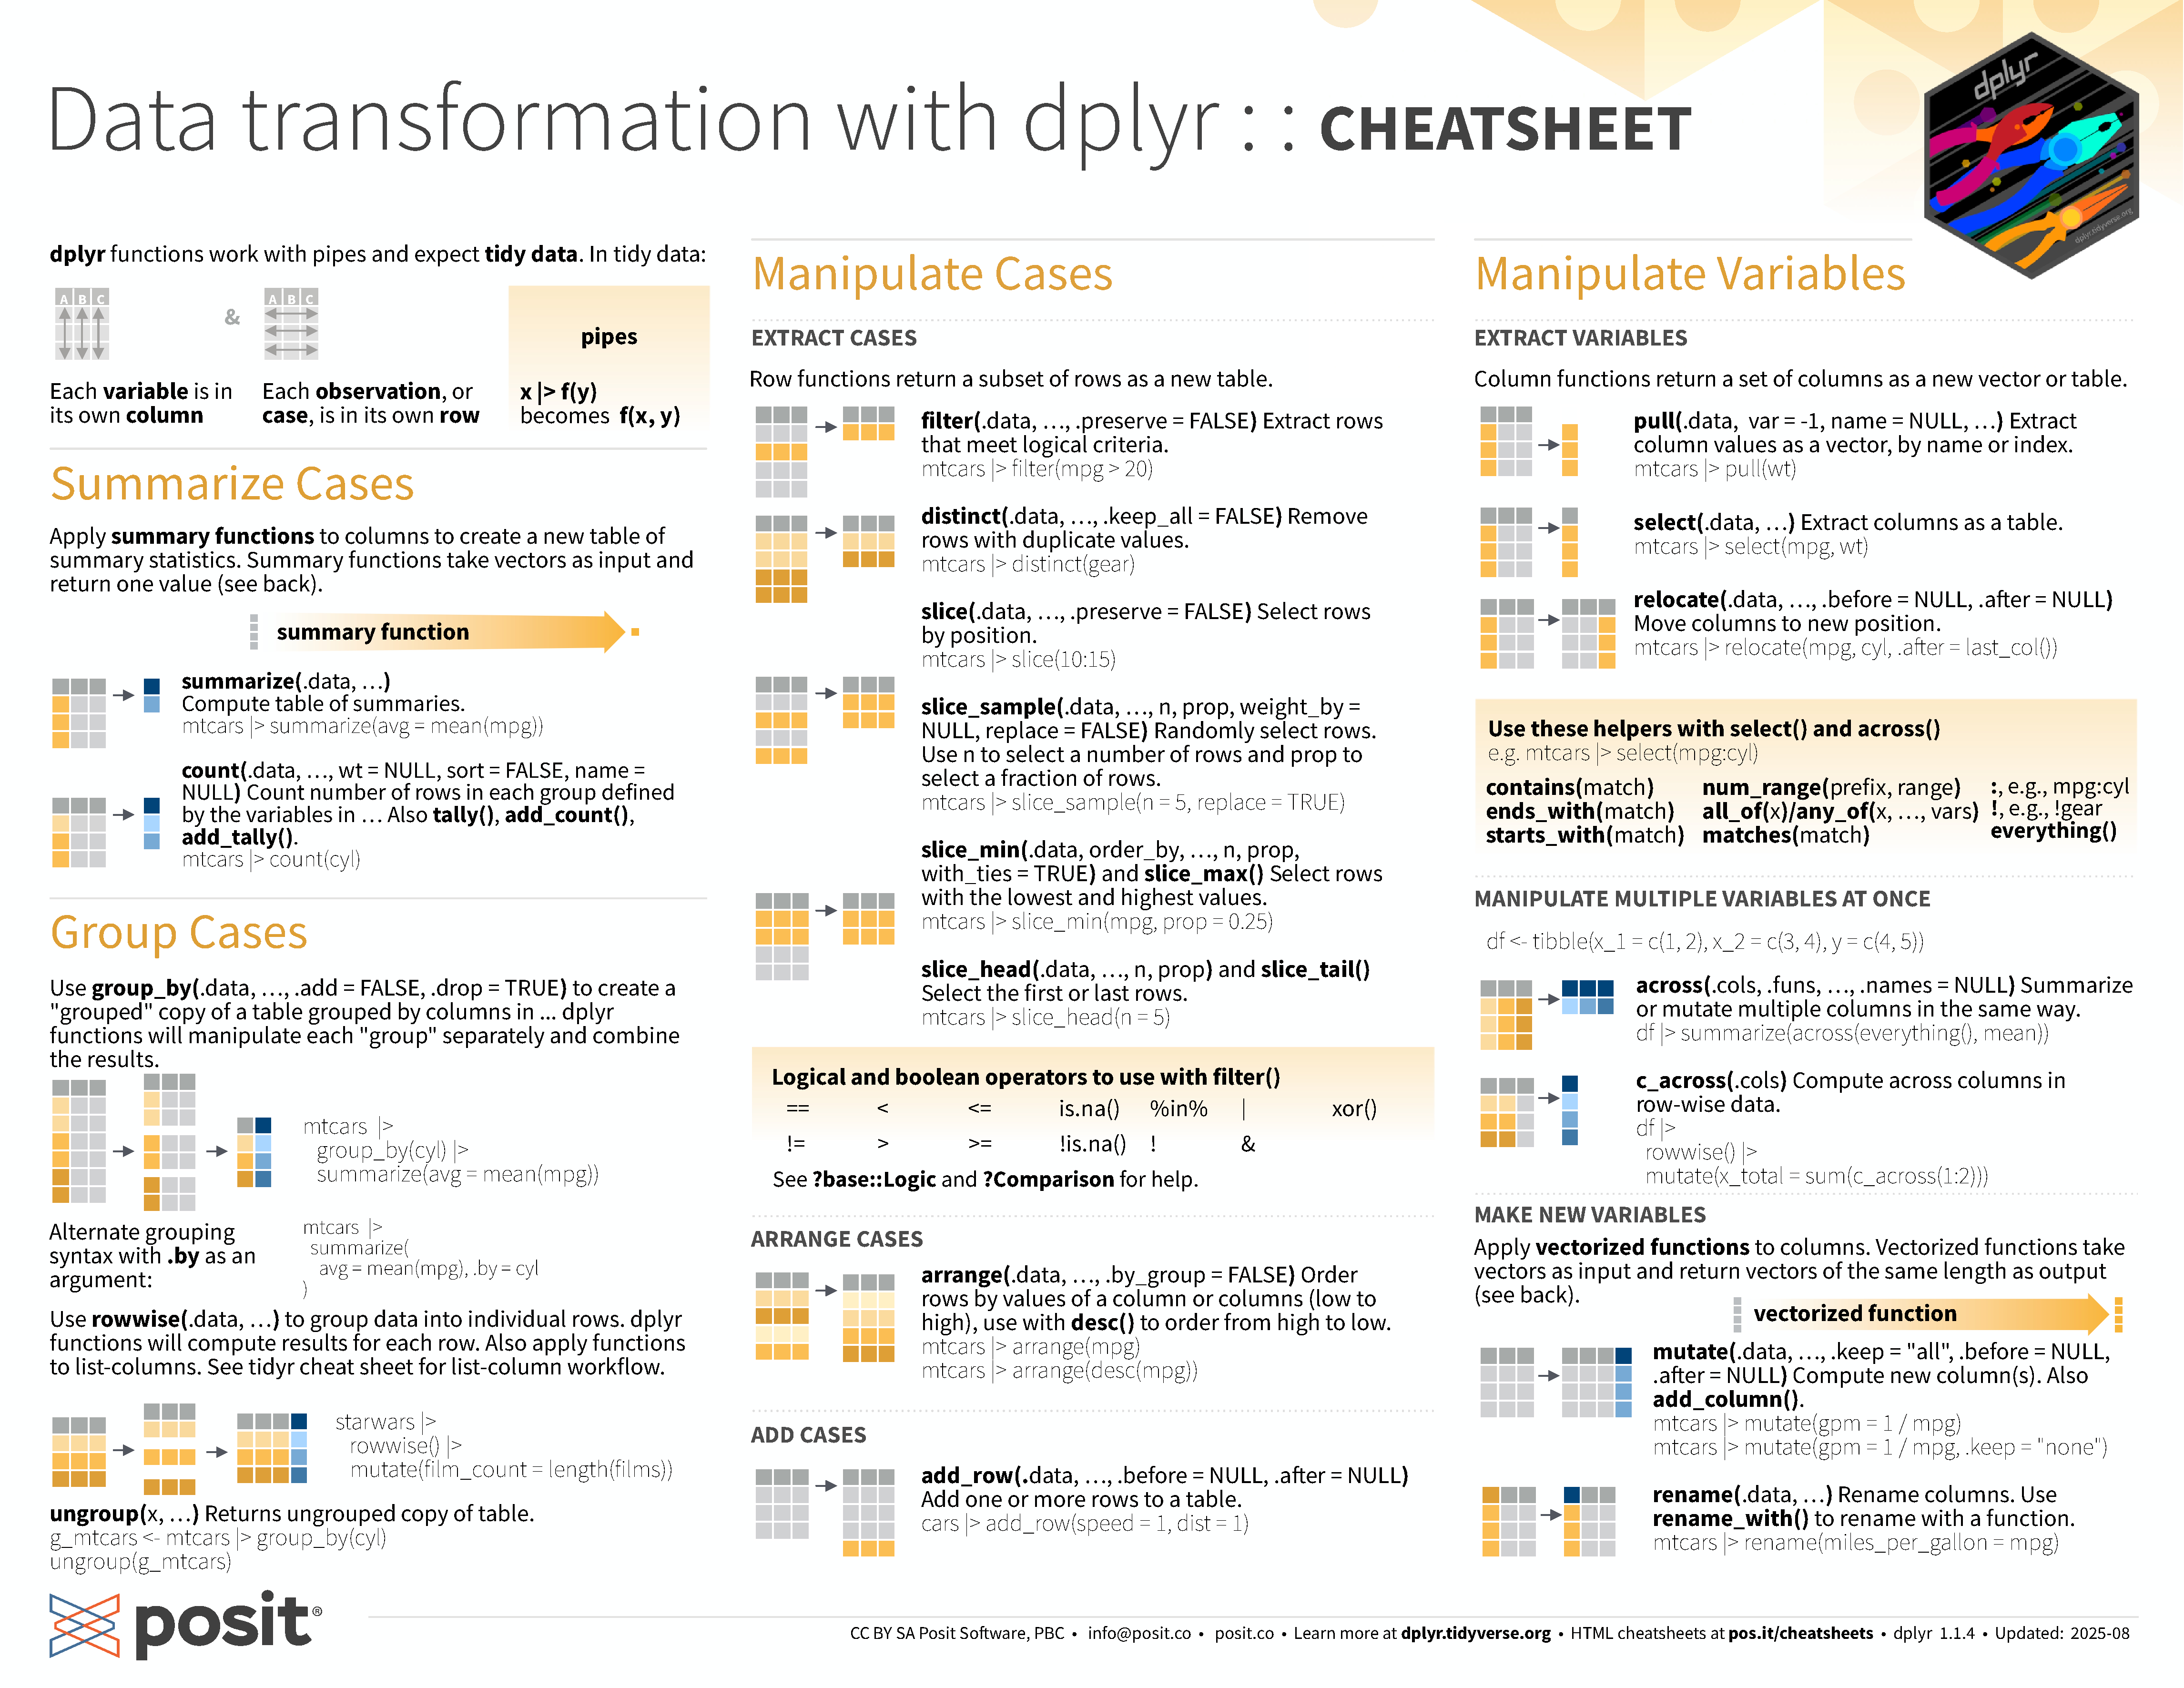 Data transformation with dplyr : : CHEATSHEET
dplyr
dplyr.tidyverse.org
dplyr functions work with pipes and expect tidy data. In tidy data:
A B C
&
A B C
pipes
Each variable is in
its own column
Each observation, or
case, is in its own row
x |> f(y)
becomes f(x, y)
Summarize Cases
Apply summary functions to columns to create a new table of
summary statistics. Summary functions take vectors as input and
return one value (see back).
summary function
summarize(.data, …)
Compute table of summaries.
mtcars |> summarize(avg = mean(mpg))
count(.data, …, wt = NULL, sort = FALSE, name =
NULL) Count number of rows in each group defined
by the variables in … Also tally(), add_count(),
add_tally().
mtcars |> count(cyl)
Group Cases
Use group_by(.data, …, .add = FALSE, .drop = TRUE) to create a
"grouped" copy of a table grouped by columns in ... dplyr
functions will manipulate each "group" separately and combine
the results.
mtcars |>
group_by(cyl) |>
summarize(avg = mean(mpg))
Alternate grouping
syntax with .by as an
argument:
mtcars |>
summarize(
avg = mean(mpg), .by = cyl
)
Use rowwise(.data, …) to group data into individual rows. dplyr
functions will compute results for each row. Also apply functions
to list-columns. See tidyr cheat sheet for list-column workflow.
starwars |>
rowwise() |>
mutate(film_count = length(films))
ungroup(x, …) Returns ungrouped copy of table.
g_mtcars <- mtcars |> group_by(cyl)
ungroup(g_mtcars)
Manipulate Cases
EXTRACT CASES
Row functions return a subset of rows as a new table.
filter(.data, …, .preserve = FALSE) Extract rows
that meet logical criteria.
mtcars |> filter(mpg > 20)
distinct(.data, …, .keep_all = FALSE) Remove
rows with duplicate values.
mtcars |> distinct(gear)
slice(.data, …, .preserve = FALSE) Select rows
by position.
mtcars |> slice(10:15)
slice_sample(.data, …, n, prop, weight_by =
NULL, replace = FALSE) Randomly select rows.
Use n to select a number of rows and prop to
select a fraction of rows.
mtcars |> slice_sample(n = 5, replace = TRUE)
slice_min(.data, order_by, …, n, prop,
with_ties = TRUE) and slice_max() Select rows
with the lowest and highest values.
mtcars |> slice_min(mpg, prop = 0.25)
slice_head(.data, …, n, prop) and slice_tail()
Select the first or last rows.
mtcars |> slice_head(n = 5)
Logical and boolean operators to use with filter()
== < <= is.na() %in% | xor()
!= > >= !is.na() ! &
See ?base::Logic and ?Comparison for help.
ARRANGE CASES
arrange(.data, …, .by_group = FALSE) Order
rows by values of a column or columns (low to
high), use with desc() to order from high to low.
mtcars |> arrange(mpg)
mtcars |> arrange(desc(mpg))
ADD CASES
add_row(.data, …, .before = NULL, .after = NULL)
Add one or more rows to a table.
cars |> add_row(speed = 1, dist = 1)
Manipulate Variables
EXTRACT VARIABLES
Column functions return a set of columns as a new vector or table.
pull(.data, var = -1, name = NULL, …) Extract
column values as a vector, by name or index.
mtcars |> pull(wt)
select(.data, …) Extract columns as a table.
mtcars |> select(mpg, wt)
relocate(.data, …, .before = NULL, .after = NULL)
Move columns to new position.
mtcars |> relocate(mpg, cyl, .after = last_col())
Use these helpers with select() and across()
e.g. mtcars |> select(mpg:cyl)
contains(match) num_range(prefix, range) :, e.g., mpg:cyl
ends_with(match) all_of(x)/any_of(x, …, vars) !, e.g., !gear
starts_with(match) matches(match) everything()
MANIPULATE MULTIPLE VARIABLES AT ONCE
df <- tibble(x_1 = c(1, 2), x_2 = c(3, 4), y = c(4, 5))
across(.cols, .funs, …, .names = NULL) Summarize
or mutate multiple columns in the same way.
df |> summarize(across(everything(), mean))
c_across(.cols) Compute across columns in
row-wise data.
df |>
rowwise() |>
mutate(x_total = sum(c_across(1:2)))
MAKE NEW VARIABLES
Apply vectorized functions to columns. Vectorized functions take
vectors as input and return vectors of the same length as output
(see back).
vectorized function
mutate(.data, …, .keep = "all", .before = NULL,
.after = NULL) Compute new column(s). Also
add_column().
mtcars |> mutate(gpm = 1 / mpg)
mtcars |> mutate(gpm = 1 / mpg, .keep = "none")
rename(.data, …) Rename columns. Use
rename_with() to rename with a function.
mtcars |> rename(miles_per_gallon = mpg)
posit®
CC BY SA Posit Software, PBC • info@posit.co • posit.co • Learn more at dplyr.tidyverse.org • HTML cheatsheets at pos.it/cheatsheets • dplyr 1.1.4 • Updated: 2025-08